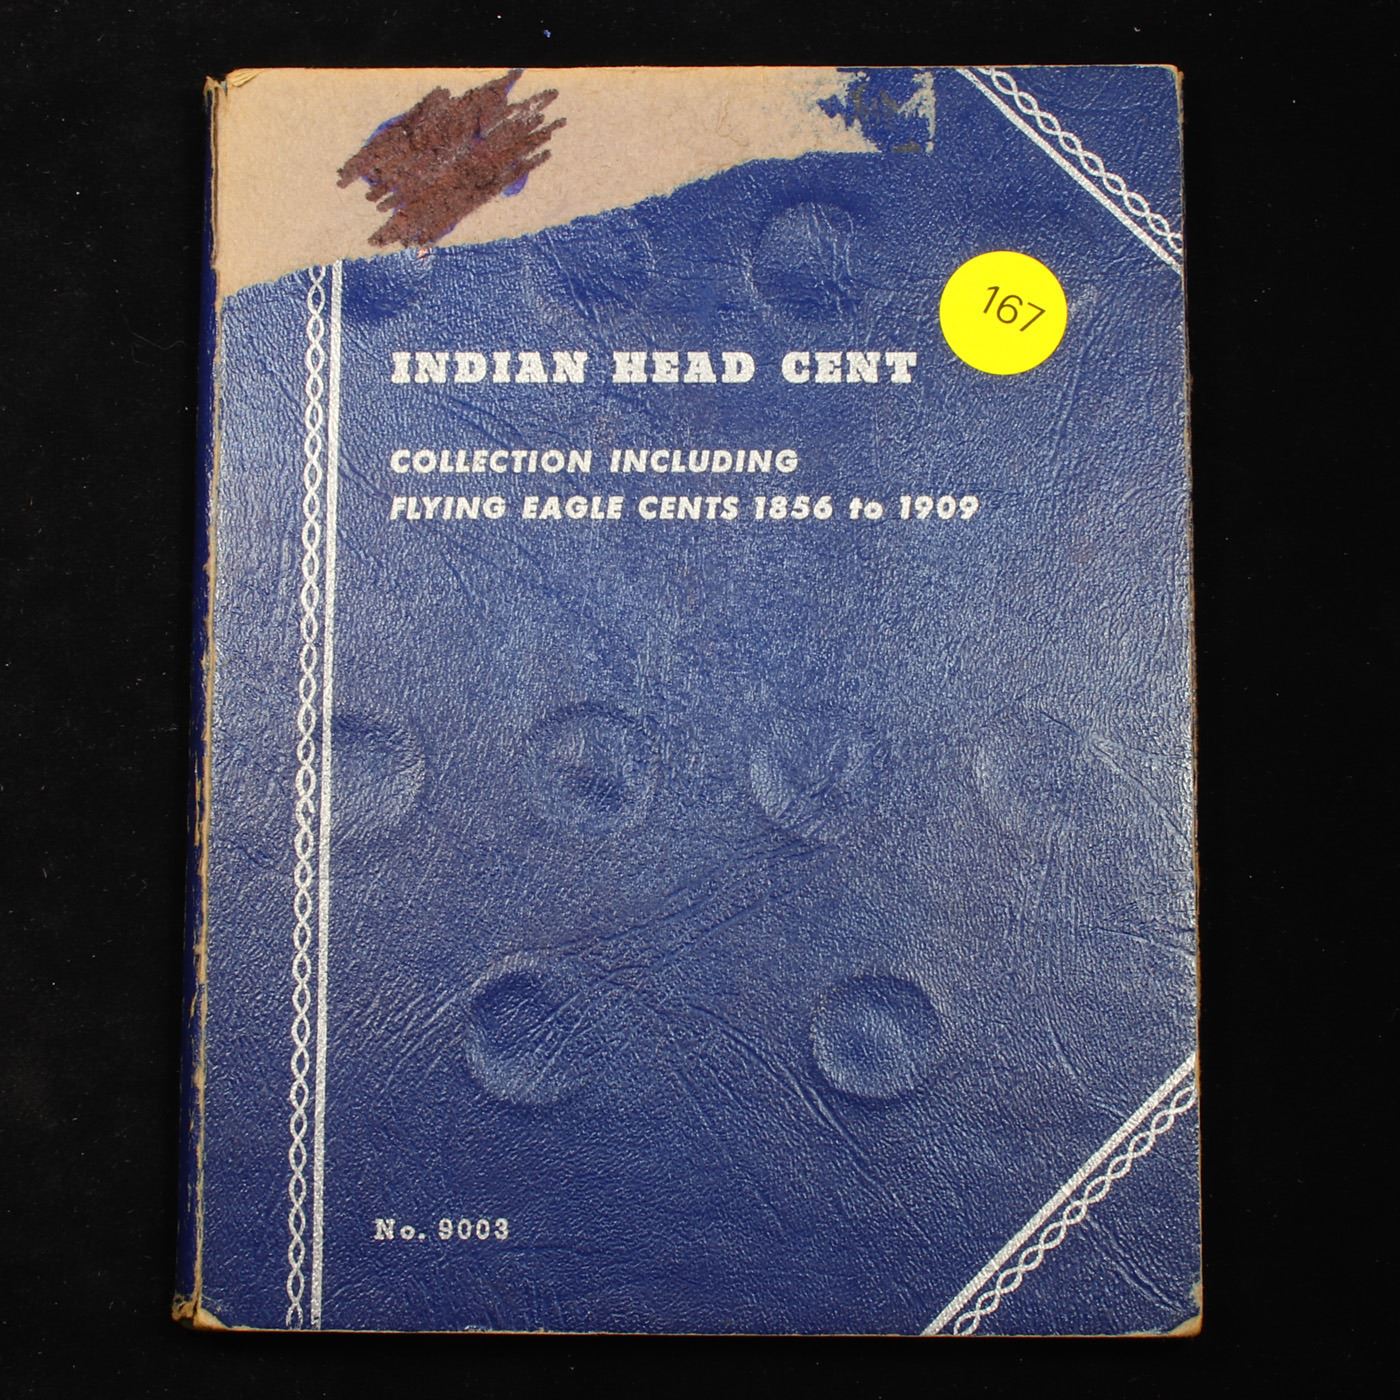 167
INDIAN HEAD CENT
COLLECTION INCLUDING
FLYING EAGLE CENTS 1856 to 1909
No. 9003